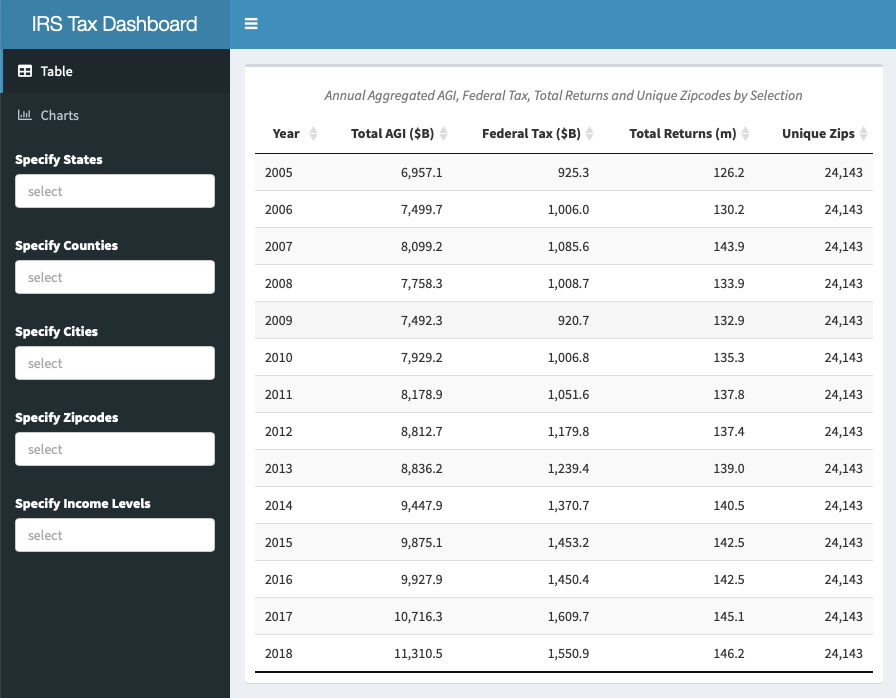 IRS Tax Dashboard
Table
Charts
Specify States
select
Specify Counties
select
Specify Cities
select
Specify Zipcodes
select
Specify Income Levels
select
Annual Aggregated AGI, Federal Tax, Total Returns and Unique Zipcodes by Selection
Year Total AGI ($B) Federal Tax ($B) Total Returns (m) Unique Zips
2005 6,957.1 925.3 126.2 24,143
2006 7,499.7 1,006.0 130.2 24,143
2007 8,099.2 1,085.6 143.9 24,143
2008 7,758.3 1,008.7 133.9 24,143
2009 7,492.3 920.7 132.9 24,143
2010 7,929.2 1,006.8 135.3 24,143
2011 8,178.9 1,051.6 137.8 24,143
2012 8,812.7 1,179.8 137.4 24,143
2013 8,836.2 1,239.4 139.0 24,143
2014 9,447.9 1,370.7 140.5 24,143
2015 9,875.1 1,453.2 142.5 24,143
2016 9,927.9 1,450.4 142.5 24,143
2017 10,716.3 1,609.7 145.1 24,143
2018 11,310.5 1,550.9 146.2 24,143